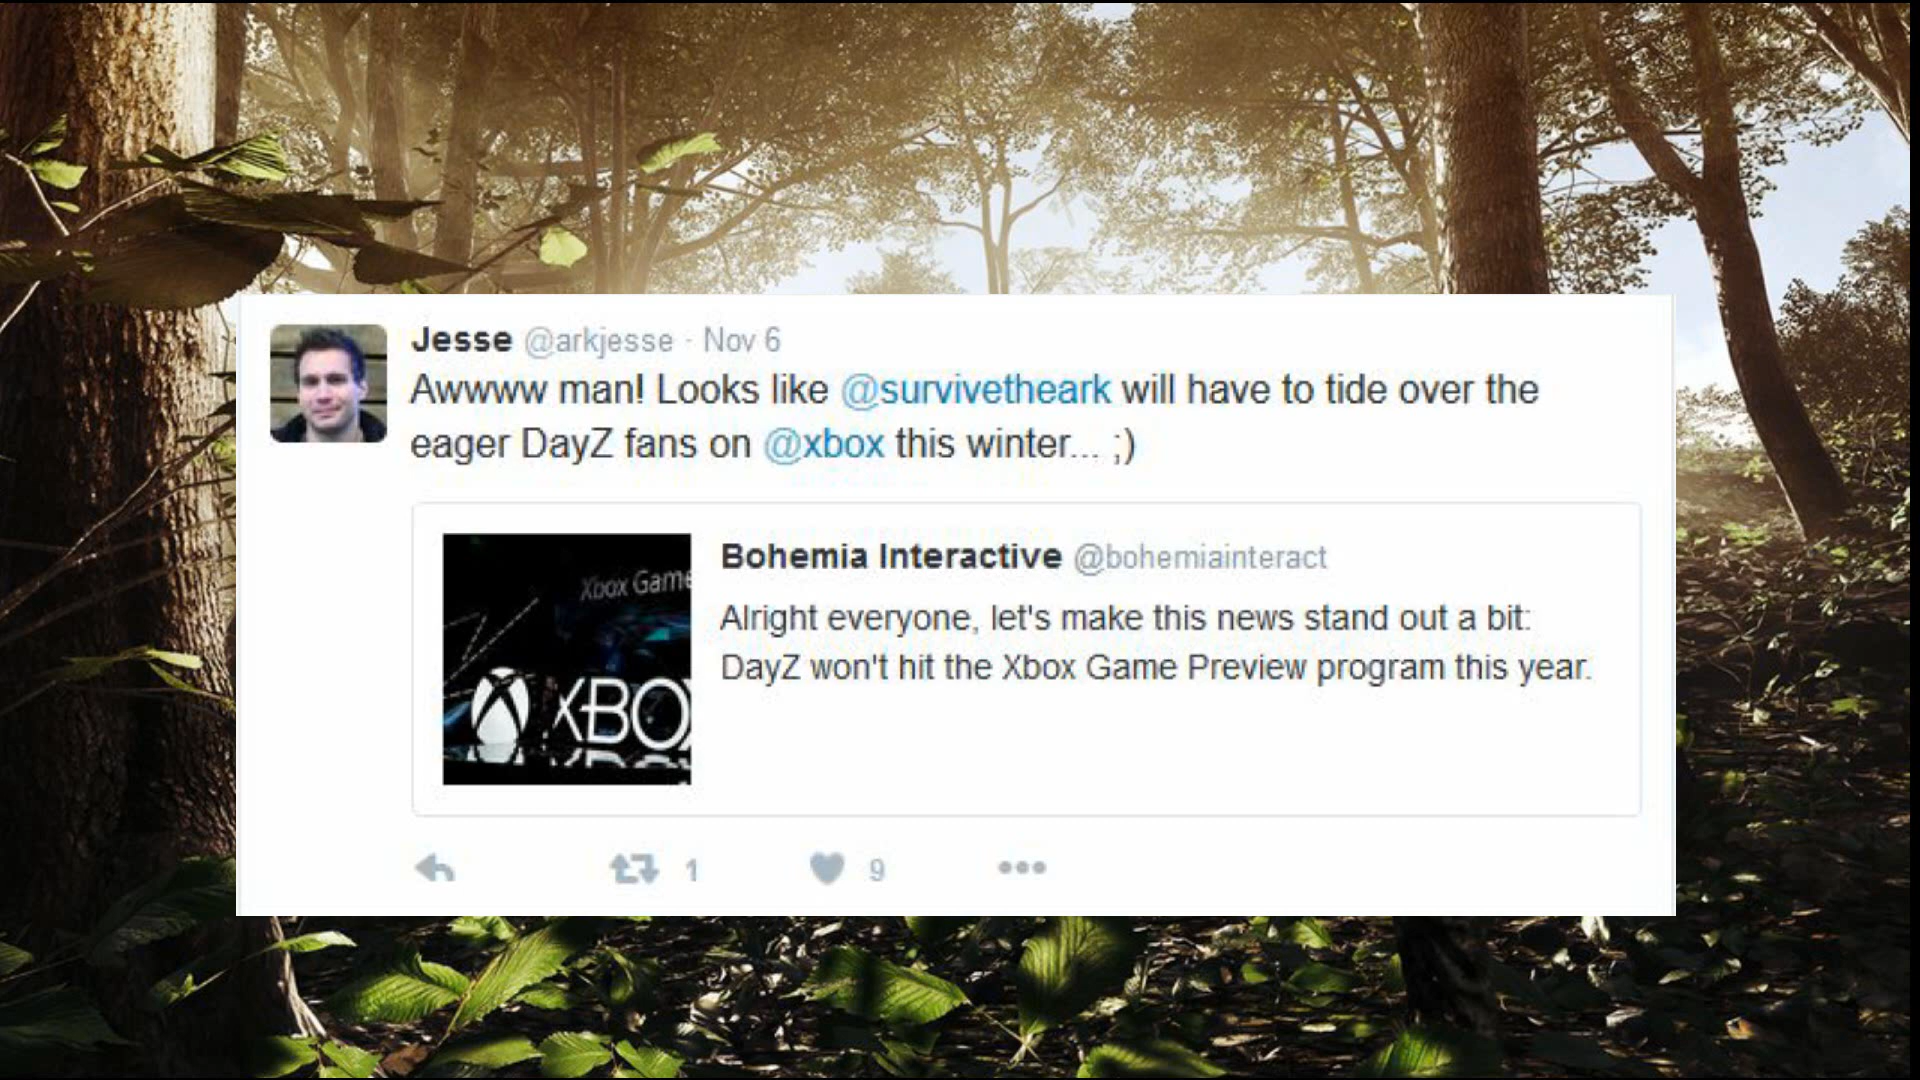 Jesse @arkjesse · Nov 6
Awwww man! Looks like @survivetheark will have to tide over the
eager DayZ fans on @xbox this winter... ;)
Bohemia Interactive @bohemiainteract
Alright everyone, let's make this news stand out a bit:
DayZ won't hit the Xbox Game Preview program this year.
Xbox Game
XBOX
1 9